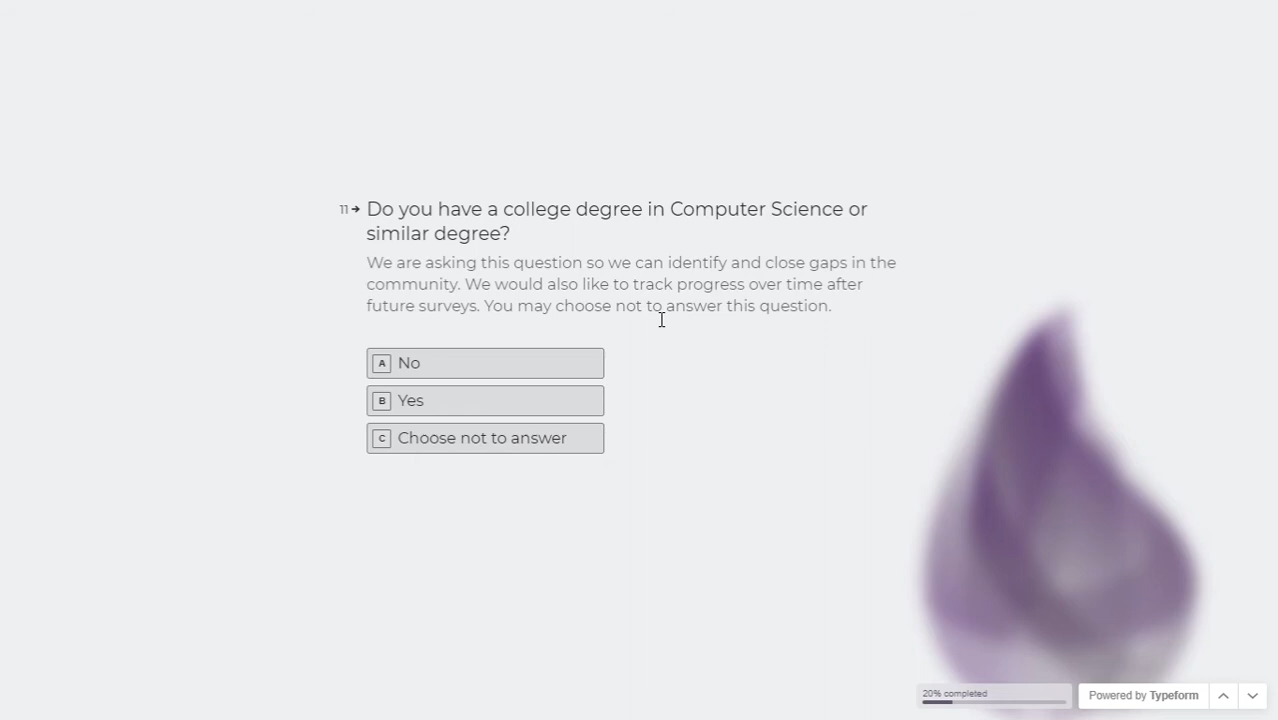 11 Do you have a college degree in Computer Science or
similar degree?
We are asking this question so we can identify and close gaps in the
community. We would also like to track progress over time after
future surveys. You may choose not to answer this question.
A No
B Yes
C Choose not to answer
20% completed
Powered by Typeform